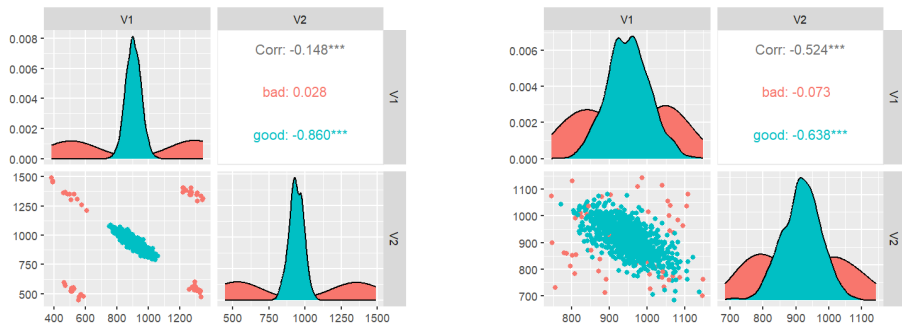 V1 V2
0.008
0.006
0.004
0.002
0.000
Corr: -0.148***
bad: 0.028
good: -0.860***
V1
1500
1250
1000
750
500
V2
400 600 800 1000 1200
500 750 1000 1250 1500
V1 V2
0.006
0.004
0.002
0.000
Corr: -0.524***
bad: -0.073
good: -0.638***
V1
1100
1000
900
800
700
V2
800 900 1000 1100
700 800 900 1000 1100